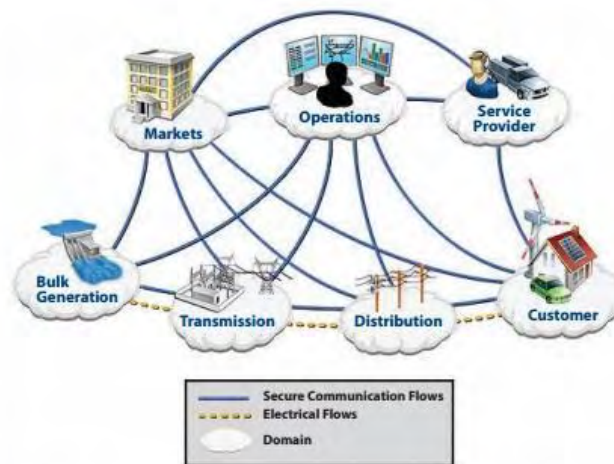 Markets
Operations
Service
Provider
Bulk
Generation
Transmission
Distribution
Customer
Secure Communication Flows
Electrical Flows
Domain